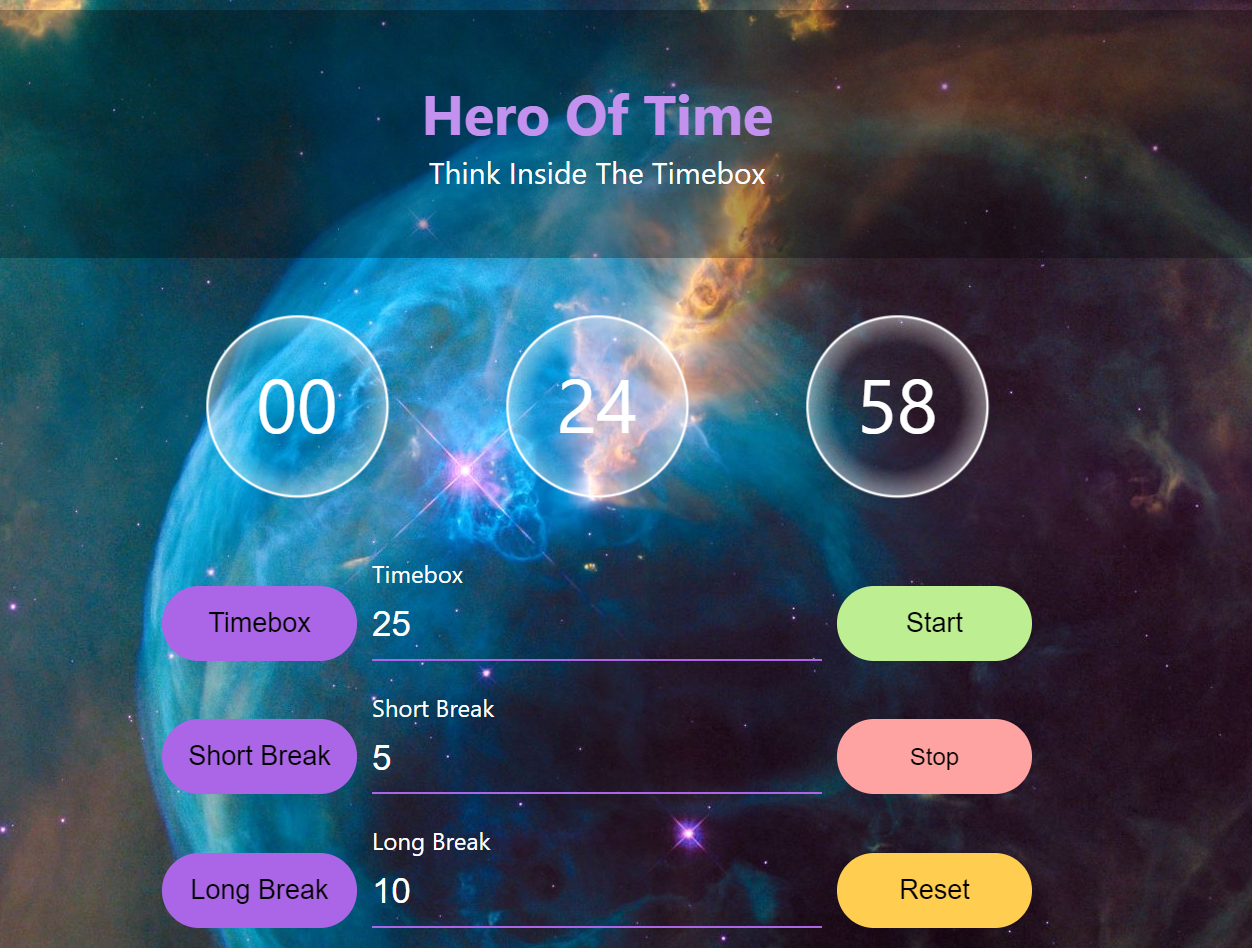 Hero Of Time
Think Inside The Timebox
00 24 58
Timebox
Timebox 25 Start
Short Break
Short Break 5 Stop
Long Break
Long Break 10 Reset